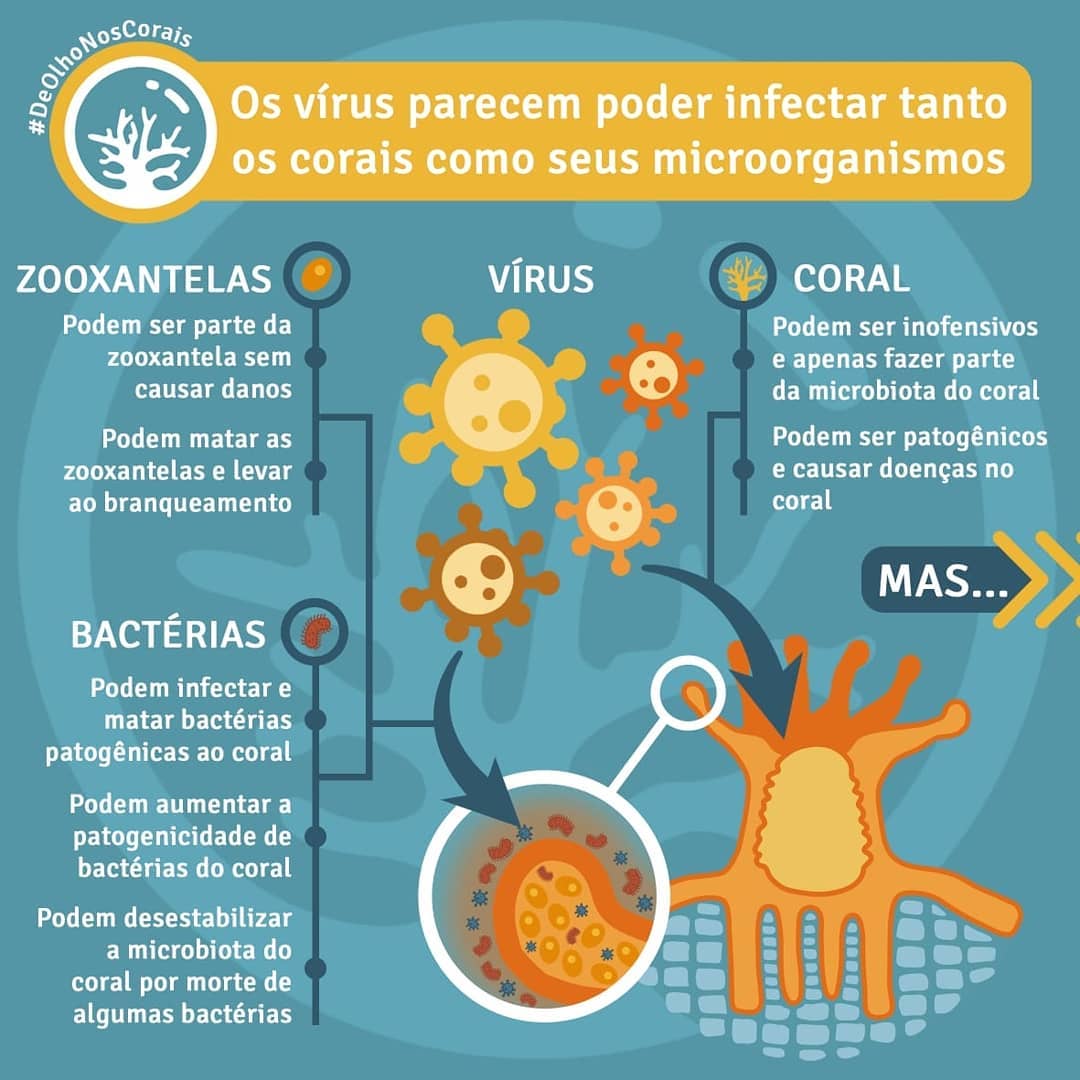 #DeOlhoNosCorais
Os vírus parecem poder infectar tanto
os corais como seus microorganismos
ZOOXANTELAS
Podem ser parte da
zooxantela sem
causar danos
Podem matar as
zooxantelas e levar
ao branqueamento
VÍRUS
CORAL
Podem ser inofensivos
e apenas fazer parte
da microbiota do coral
Podem ser patogênicos
e causar doenças no
coral
MAS...
BACTÉRIAS
Podem infectar e
matar bactérias
patogênicas ao coral
Podem aumentar a
patogenicidade de
bactérias do coral
Podem desestabilizar
a microbiota do
coral por morte de
algumas bactérias